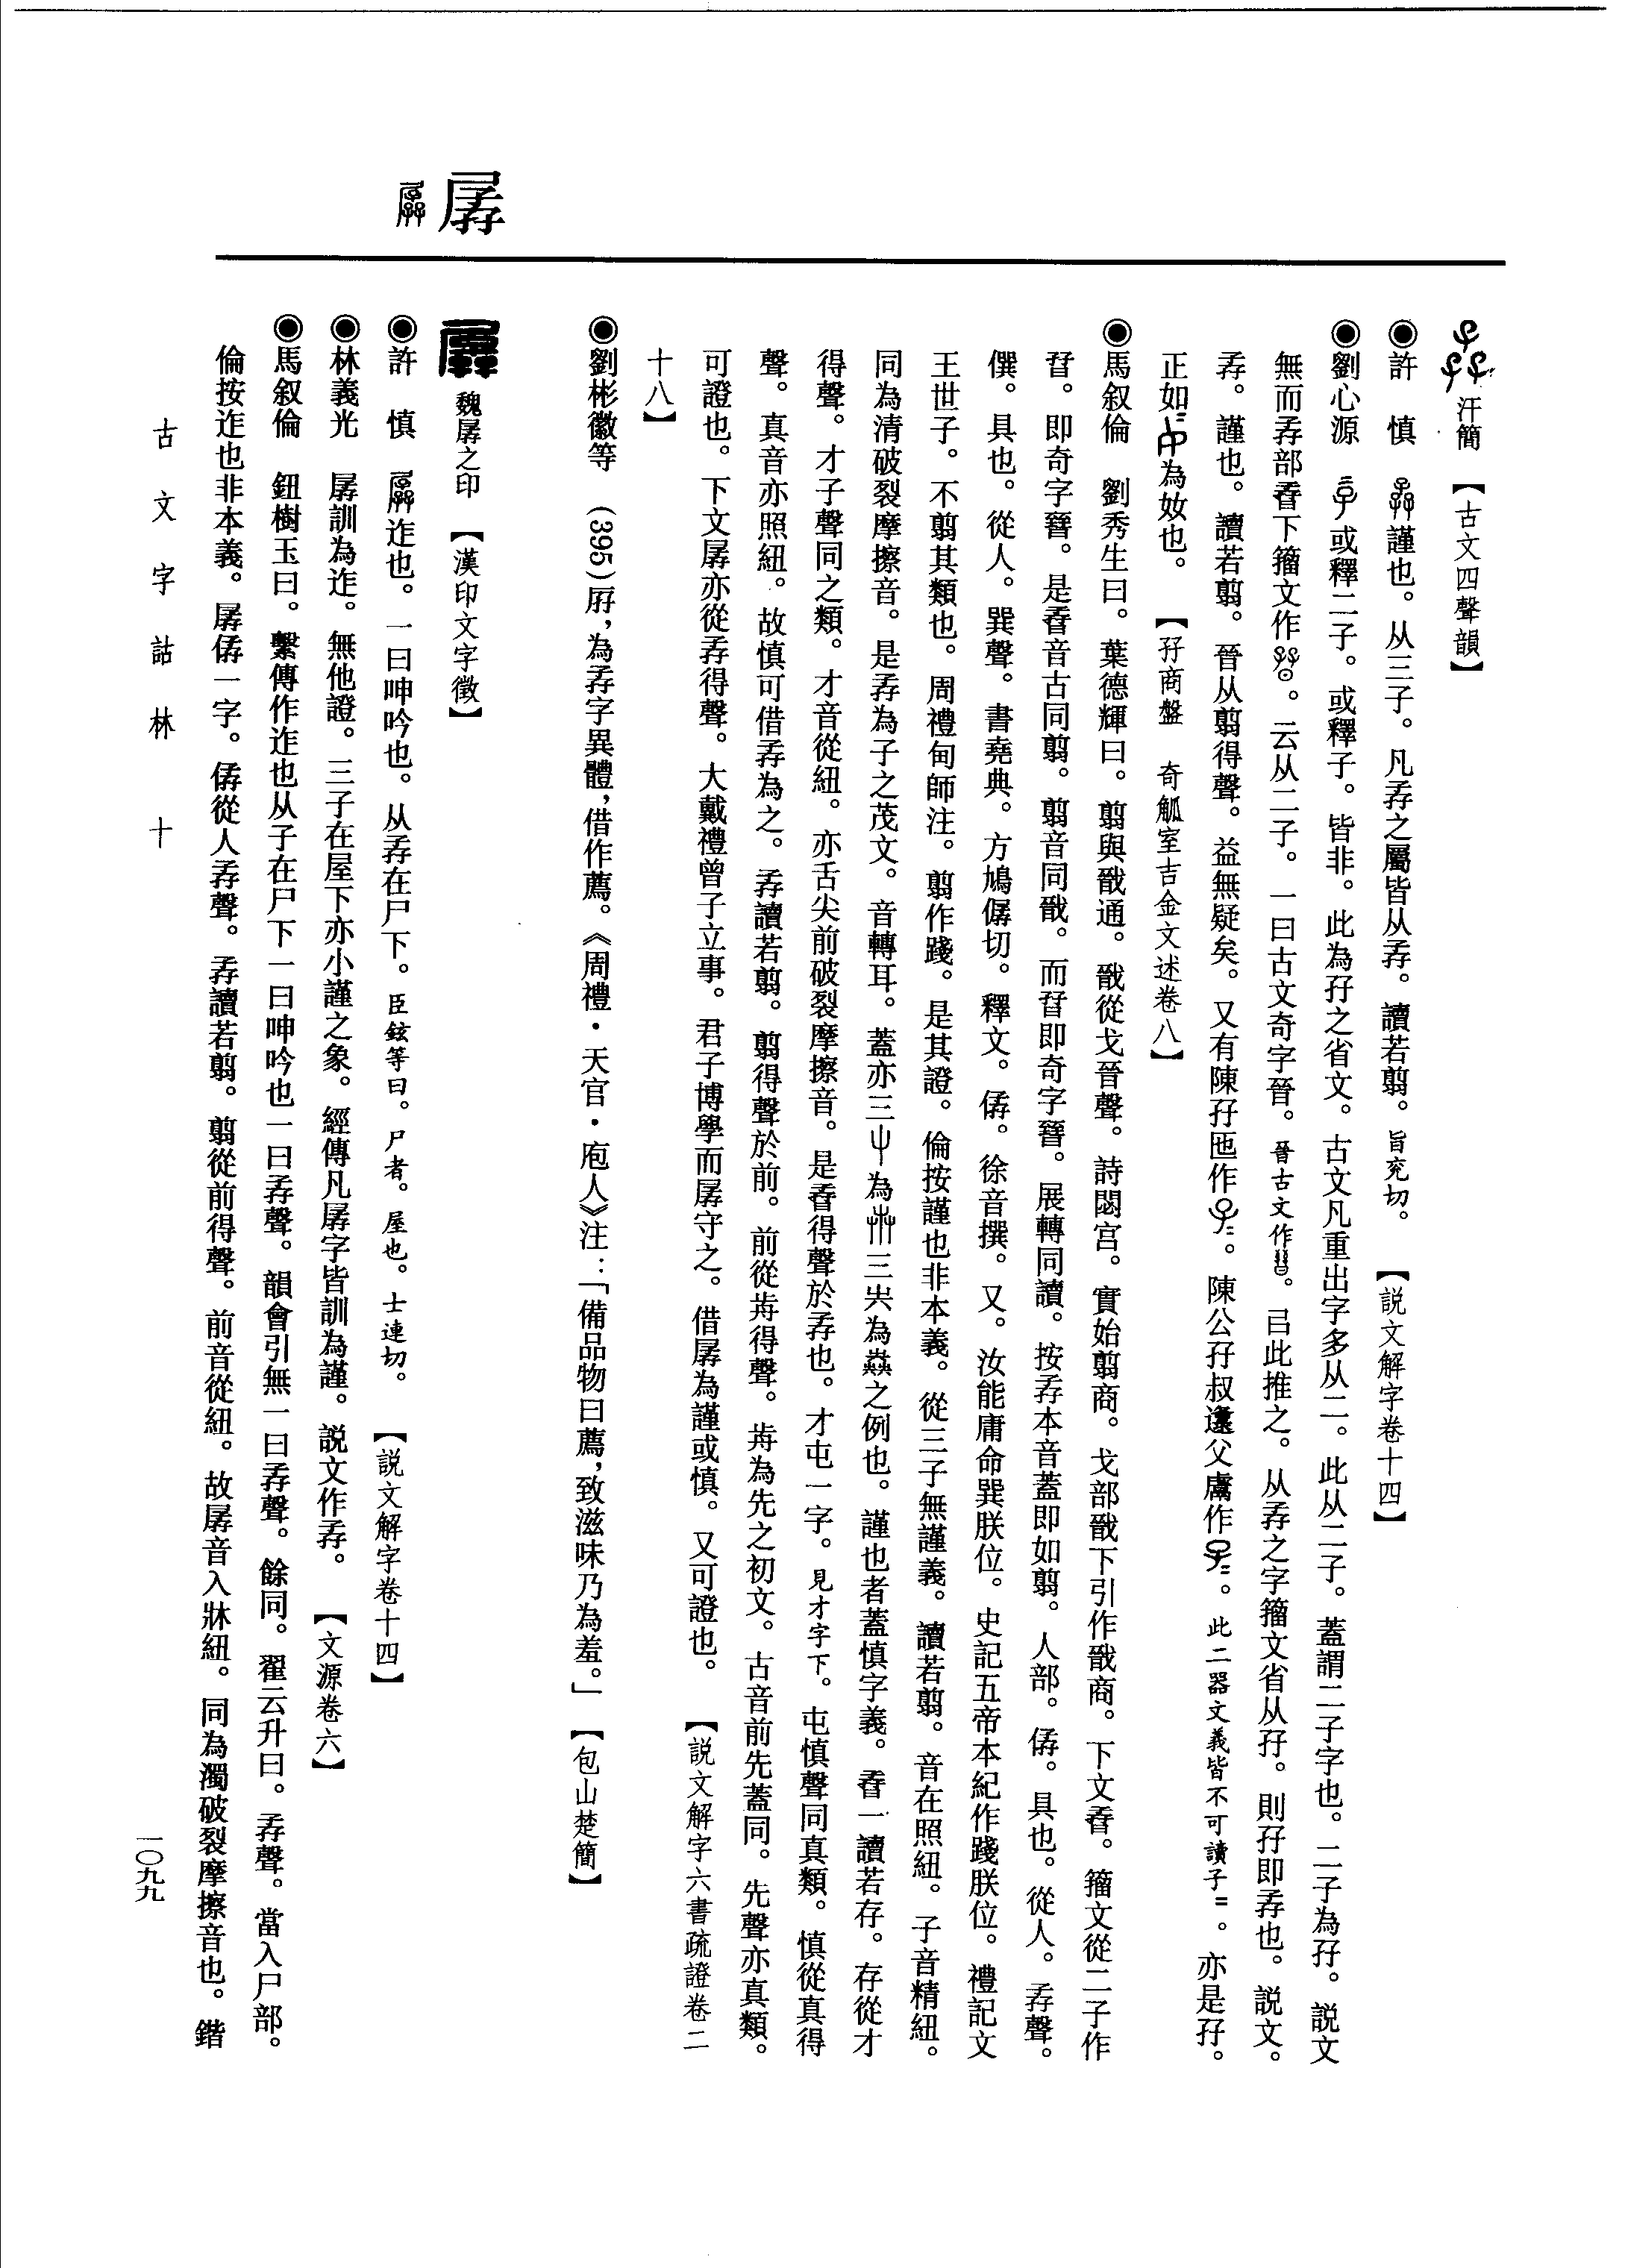 孱
汗簡【古文四聲韻】
◉許　慎　謹也。从三子。凡孨之屬皆从孨。讀若翦。旨兖切。【説文解字卷十四】
◉劉心源　或釋二子。或釋子。皆非。此為孖之省文。古文凡重出字多从二。此从二子。蓋謂二子字也。二子為孖。説文
無而孨部孴下籀文作。云从二子。一曰古文奇字晉。晉古文作。㠯此推之。从孨之字籀文省从孖。則孖即孨也。説文。
孨。謹也。讀若翦。晉从翦得聲。益無疑矣。又有陳孖匜作。陳公孖叔邍父甗作。此二器文義皆不可讀子＝。亦是孖。
正如為奻也。【孖商盤　奇觚室吉金文述卷八】
◉馬叙倫　劉秀生曰。葉德輝曰。翦與戩通。戩從戈晉聲。詩閟宫。實始翦商。戈部戩下引作戩商。下文孴。籀文從二子作
㬜。即奇字㬜。是孴音古同翦。翦音同戩。而㬜即奇字㬜。展轉同讀。按孨本音蓋即如翦。人部。僝。具也。從人。孨聲。
僎。具也。從人。巽聲。書堯典。方鳩僝切。釋文。僝。徐音撰。又。汝能庸命巽朕位。史記五帝本紀作踐朕位。禮記文
王世子。不翦其類也。周禮甸師注。翦作踐。是其證。倫按謹也非本義。從三子無謹義。讀若翦。音在照紐。子音精紐。
同為清破裂摩擦音。是孨為子之茂文。音轉耳。蓋亦三屮為芔三𡴆為之例也。謹也者蓋慎字義。孴一讀若存。存從才
得聲。才子聲同之類。才音從紐。亦舌尖前破裂摩擦音。是孴得聲於孨也。才屯一字。見才字下。屯慎聲同真類。慎從真得
聲。真音亦照紐。故慎可借孨為之。孨讀若翦。翦得聲於前。前從歬得聲。歬為先之初文。古音前先蓋同。先聲亦真類。
可證也。下文孱亦從孨得聲。大戴禮曾子立事。君子博學而孱守之。借孱為謹或慎。又可證也。【説文解字六書疏證卷二
十八】
◉劉彬徽等　(395)㞋，為孨字異體，借作薦。《周禮・天官・庖人》注：「備品物曰薦，致滋味乃為羞。」【包山楚簡】
魏孱之印【漢印文字徵】
◉許　慎　迮也。一曰呻吟也。从孨在尸下。臣鉉等曰。尸者。屋也。士連切。【説文解字卷十四】
◉林義光　孱訓為迮。無他證。三子在屋下亦小謹之象。經傳凡孱字皆訓為謹。説文作孨。【文源卷六】
◉馬叙倫　鈕樹玉曰。繫傳作迮也从子在尸下一曰呻吟也一曰孨聲。韻會引無一曰孨聲。餘同。翟云升曰。孨聲。當入尸部。
倫按迮也非本義。孱僝一字。僝從人孨聲。孨讀若翦。翦從前得聲。前音從紐。故孱音入牀紐。同為濁破裂摩擦音也。鍇
古文字詁林　十
一〇九九